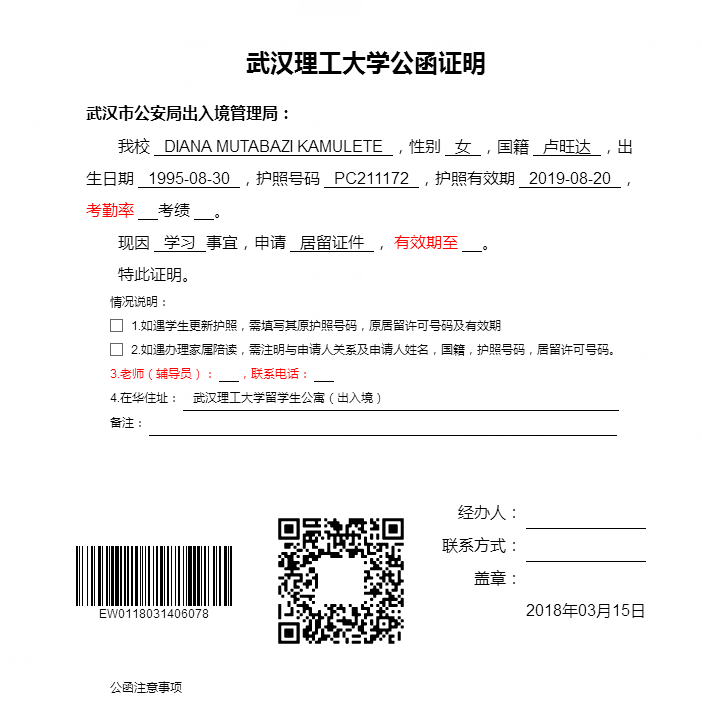 武汉理工大学公函证明
武汉市公安局出入境管理局：
我校 DIANA MUTABAZI KAMULETE ，性别 女 ，国籍 卢旺达 ，出
生日期 1995-08-30 ，护照号码 PC211172 ，护照有效期 2019-08-20 ，
考勤率 考绩 。
现因 学习 事宜，申请 居留证件 ， 有效期至 。
特此证明。
情况说明：
1.如遇学生更新护照，需填写其原护照号码，原居留许可号码及有效期
2.如遇办理家属陪读，需注明与申请人关系及申请人姓名，国籍，护照号码，居留许可号码。
3.老师（辅导员）： ，联系电话：
4.在华住址： 武汉理工大学留学生公寓（出入境）
备注：
经办人：
联系方式：
盖章：
EW0118031406078
2018年03月15日
公函注意事项